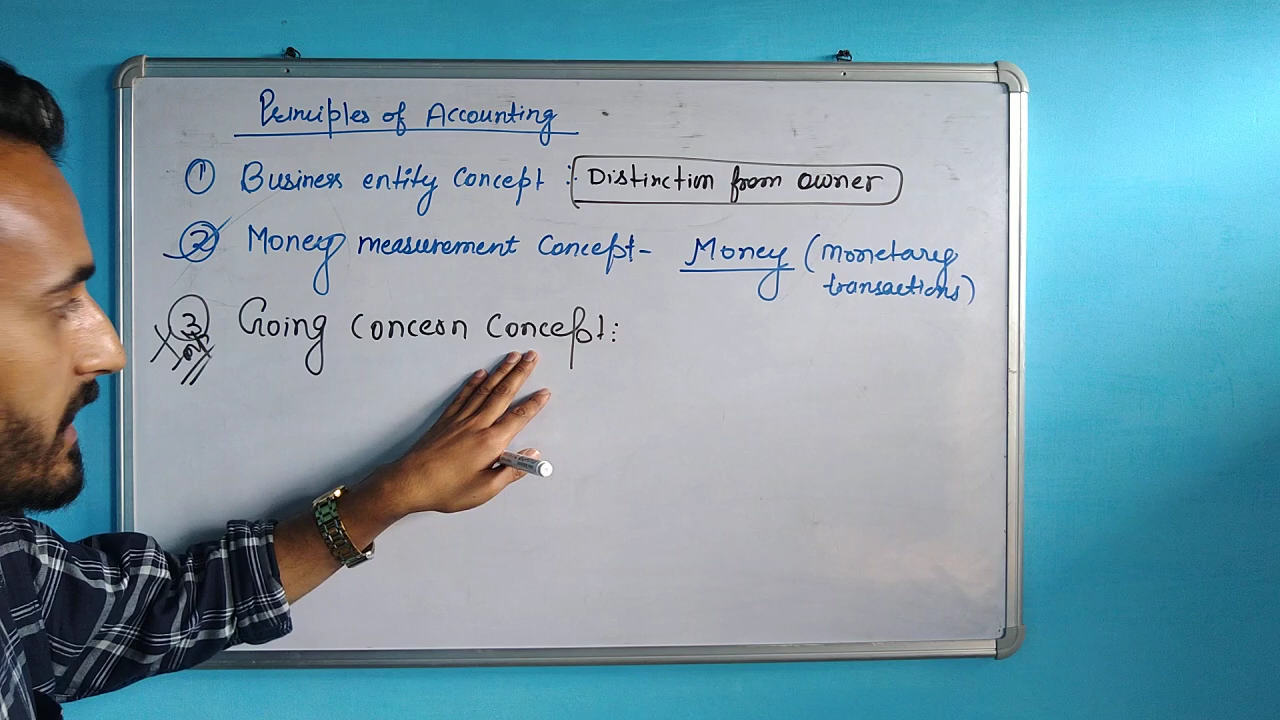 Principles of Accounting
① Business entity Concept : Distinction from owner
② Money measurement Concept - Money (monetary
transactions)
③ Going concern Concept: